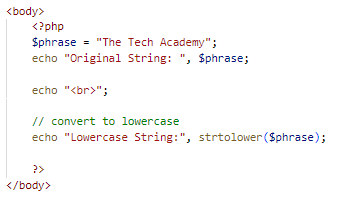 <body>
<?php
$phrase = "The Tech Academy";
echo "Original String: ", $phrase;
echo "<br>";
// convert to lowercase
echo "Lowercase String:", strtolower($phrase);
?>
</body>